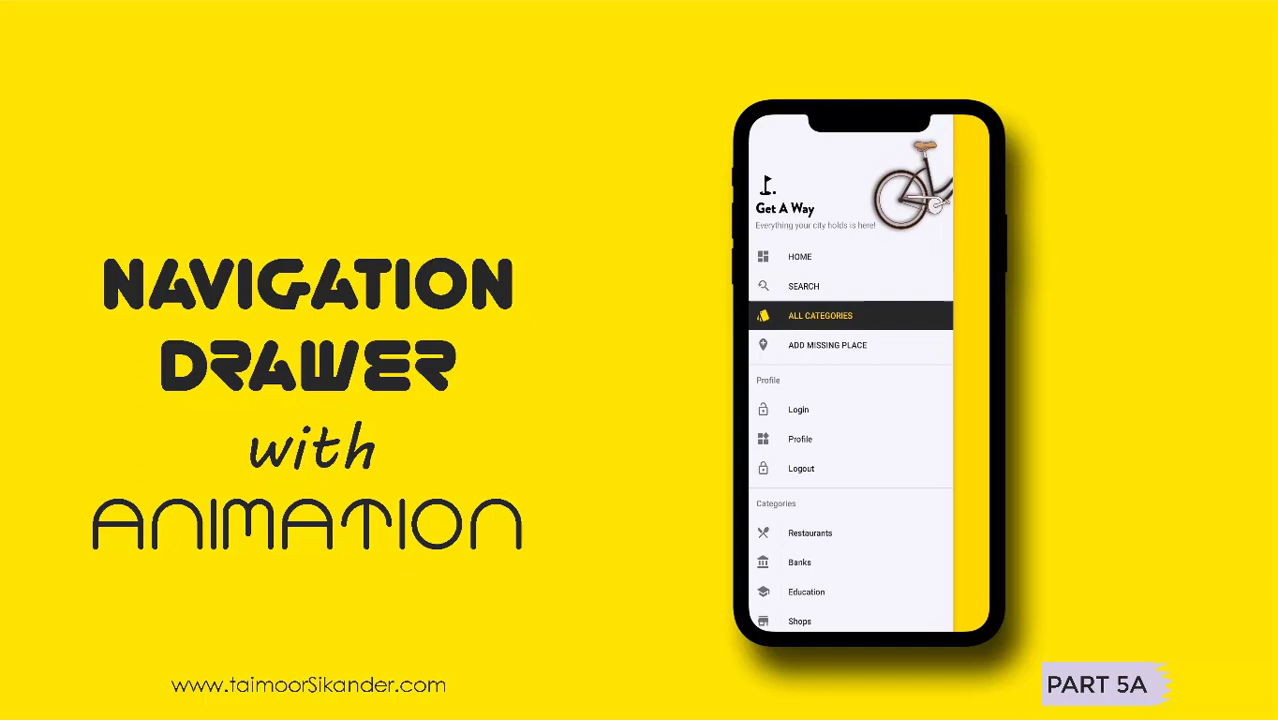 NAVIGATION
DRAWER
with
ANIMATION
www.taimoorSikander.com
Get A Way
Everything your city holds is here!
HOME
SEARCH
ALL CATEGORIES
ADD MISSING PLACE
Profile
Login
Profile
Logout
Categories
Restaurants
Banks
Education
Shops
PART 5A